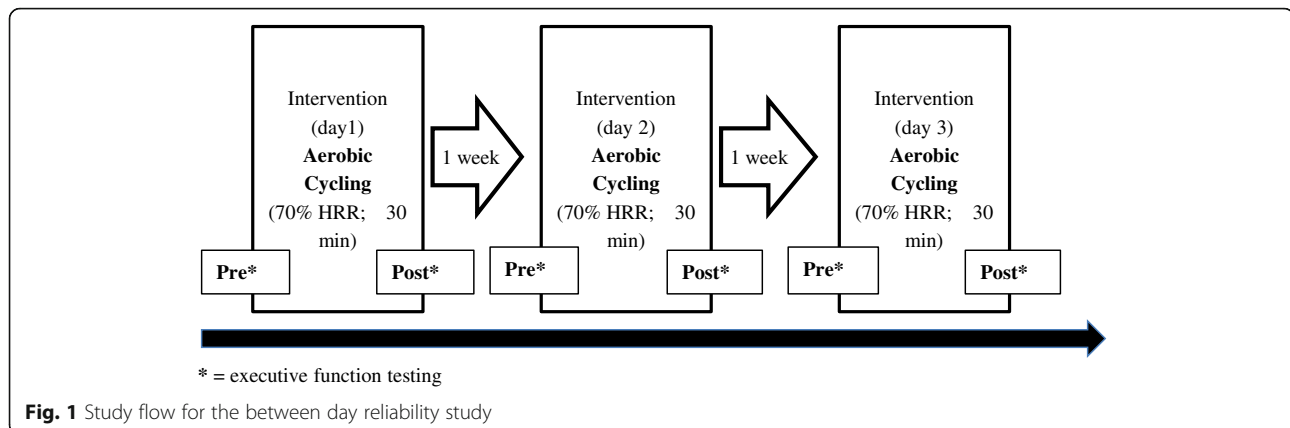 Intervention
(day1)
Aerobic
Cycling
(70% HRR; 30
min)
Pre*
Post*
1 week
Intervention
(day 2)
Aerobic
Cycling
(70% HRR; 30
min)
Pre*
Post*
1 week
Intervention
(day 3)
Aerobic
Cycling
(70% HRR; 30
min)
Pre*
Post*
* = executive function testing
Fig. 1 Study flow for the between day reliability study